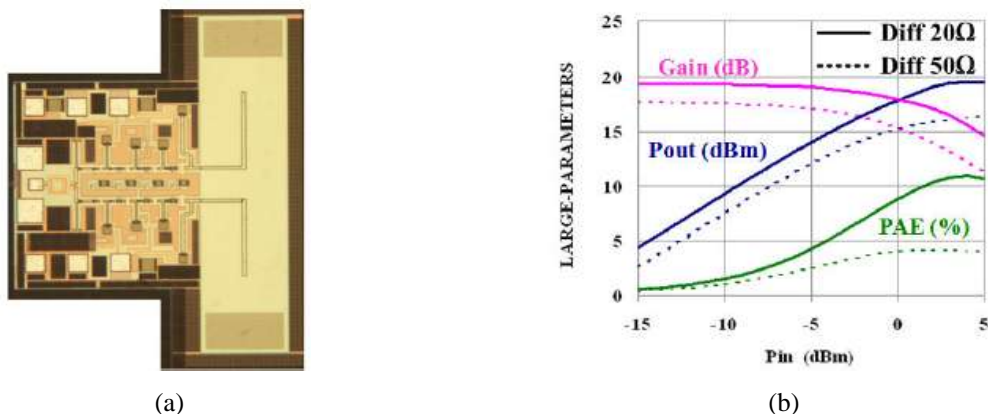 25
20
15
10
5
0
LARGE-PARAMETERS
Diff 20Ω
Diff 50Ω
Gain (dB)
Pout (dBm)
PAE (%)
-15 -10 -5 0 5
Pin (dBm)
(a) (b)